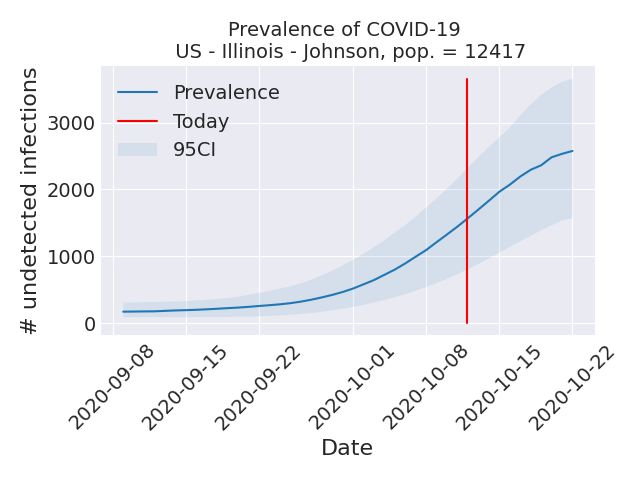 Prevalence of COVID-19
US - Illinois - Johnson, pop. = 12417
Prevalence
Today
95CI
# undetected infections
3000
2000
1000
0
2020-09-08
2020-09-15
2020-09-22
2020-10-01
2020-10-08
2020-10-15
2020-10-22
Date